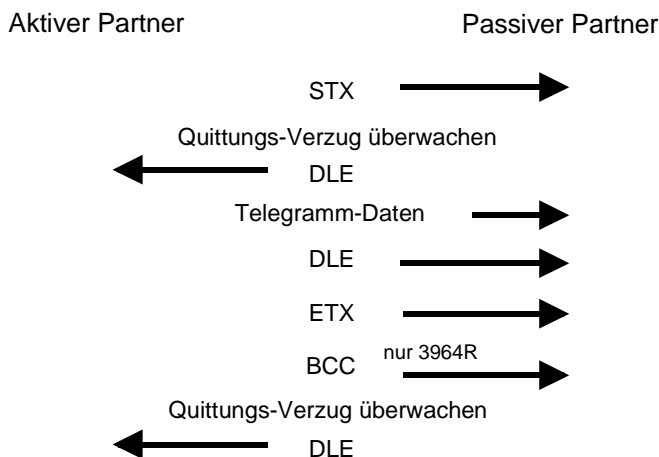 Aktiver Partner Passiver Partner
STX
Quittungs-Verzug überwachen
DLE
Telegramm-Daten
DLE
ETX
BCC nur 3964R
Quittungs-Verzug überwachen
DLE